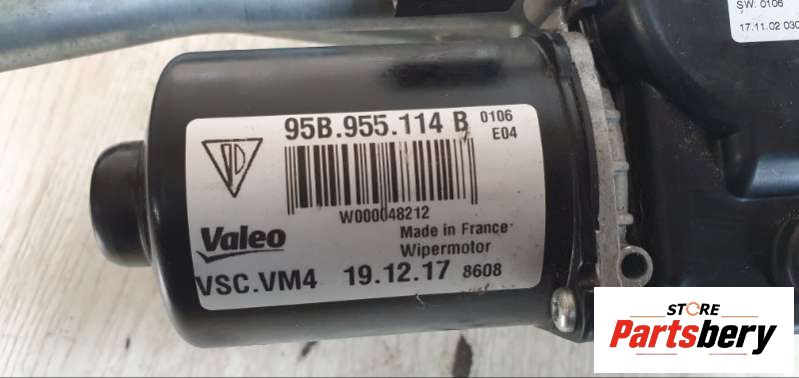 SW: 0106
17.11.02 030
95B.955.114 B 0106
E04
W000048212
Valeo
Made in France
Wipermotor
VSC.VM4 19.12.17 8608
STORE
Partsbery